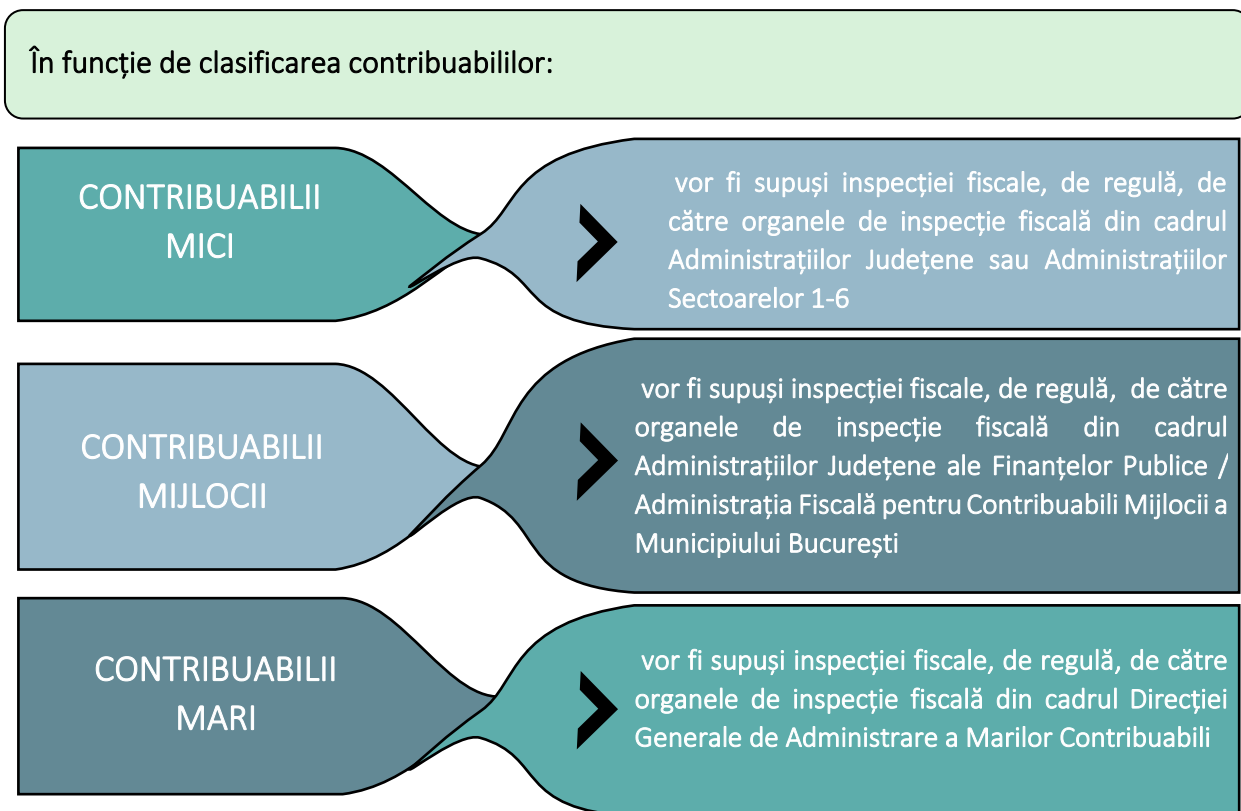 În funcție de clasificarea contribuabililor:
CONTRIBUABILII
MICI
vor fi supuși inspecției fiscale, de regulă, de
către organele de inspecție fiscală din cadrul
Administrațiilor Județene sau Administrațiilor
Sectoarelor 1-6
CONTRIBUABILII
MIJLOCII
vor fi supuși inspecției fiscale, de regulă, de către
organele de inspecție fiscală din cadrul
Administrațiilor Județene ale Finanțelor Publice /
Administrația Fiscală pentru Contribuabili Mijlocii a
Municipiului București
CONTRIBUABILII
MARI
vor fi supuși inspecției fiscale, de regulă, de către
organele de inspecție fiscală din cadrul Direcției
Generale de Administrare a Marilor Contribuabili